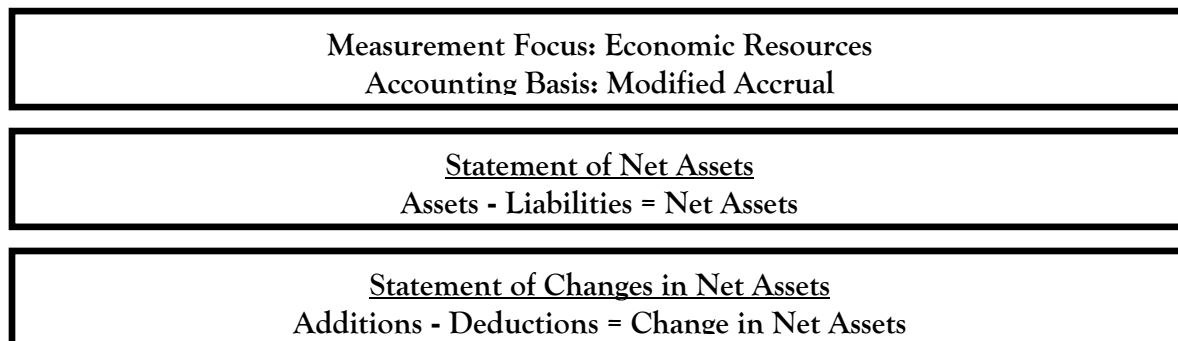 Measurement Focus: Economic Resources
Accounting Basis: Modified Accrual
Statement of Net Assets
Assets - Liabilities = Net Assets
Statement of Changes in Net Assets
Additions - Deductions = Change in Net Assets